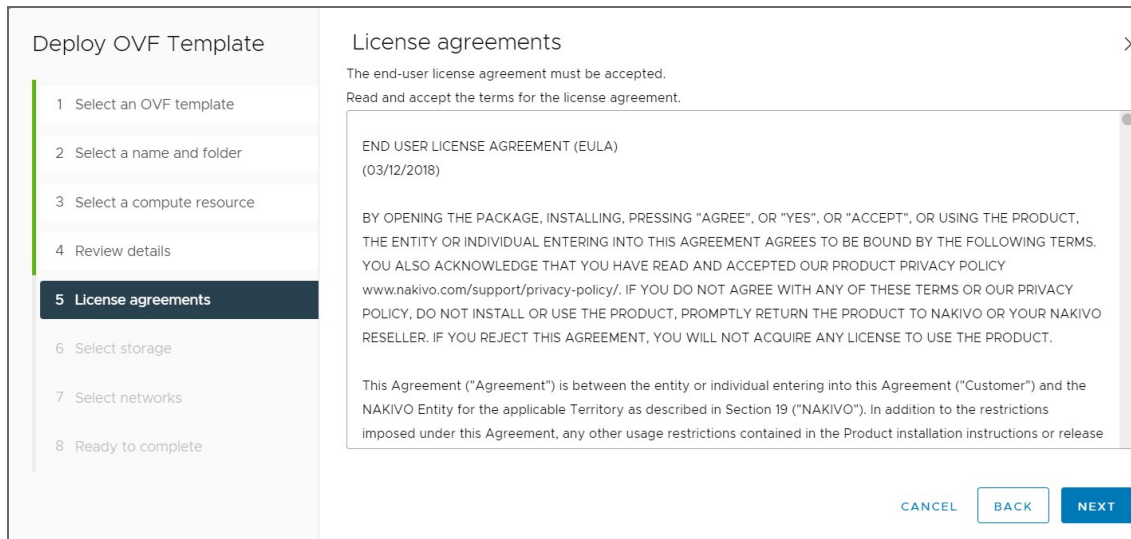 Deploy OVF Template
1 Select an OVF template
2 Select a name and folder
3 Select a compute resource
4 Review details
5 License agreements
6 Select storage
7 Select networks
8 Ready to complete
License agreements
The end-user license agreement must be accepted.
Read and accept the terms for the license agreement.
END USER LICENSE AGREEMENT (EULA)
(03/12/2018)
BY OPENING THE PACKAGE, INSTALLING, PRESSING "AGREE", OR "YES", OR "ACCEPT", OR USING THE PRODUCT,
THE ENTITY OR INDIVIDUAL ENTERING INTO THIS AGREEMENT AGREES TO BE BOUND BY THE FOLLOWING TERMS.
YOU ALSO ACKNOWLEDGE THAT YOU HAVE READ AND ACCEPTED OUR PRODUCT PRIVACY POLICY
www.nakivo.com/support/privacy-policy/. IF YOU DO NOT AGREE WITH ANY OF THESE TERMS OR OUR PRIVACY
POLICY, DO NOT INSTALL OR USE THE PRODUCT, PROMPTLY RETURN THE PRODUCT TO NAKIVO OR YOUR NAKIVO
RESELLER. IF YOU REJECT THIS AGREEMENT, YOU WILL NOT ACQUIRE ANY LICENSE TO USE THE PRODUCT.
This Agreement ("Agreement") is between the entity or individual entering into this Agreement ("Customer") and the
NAKIVO Entity for the applicable Territory as described in Section 19 ("NAKIVO"). In addition to the restrictions
imposed under this Agreement, any other usage restrictions contained in the Product installation instructions or release
CANCEL
BACK
NEXT